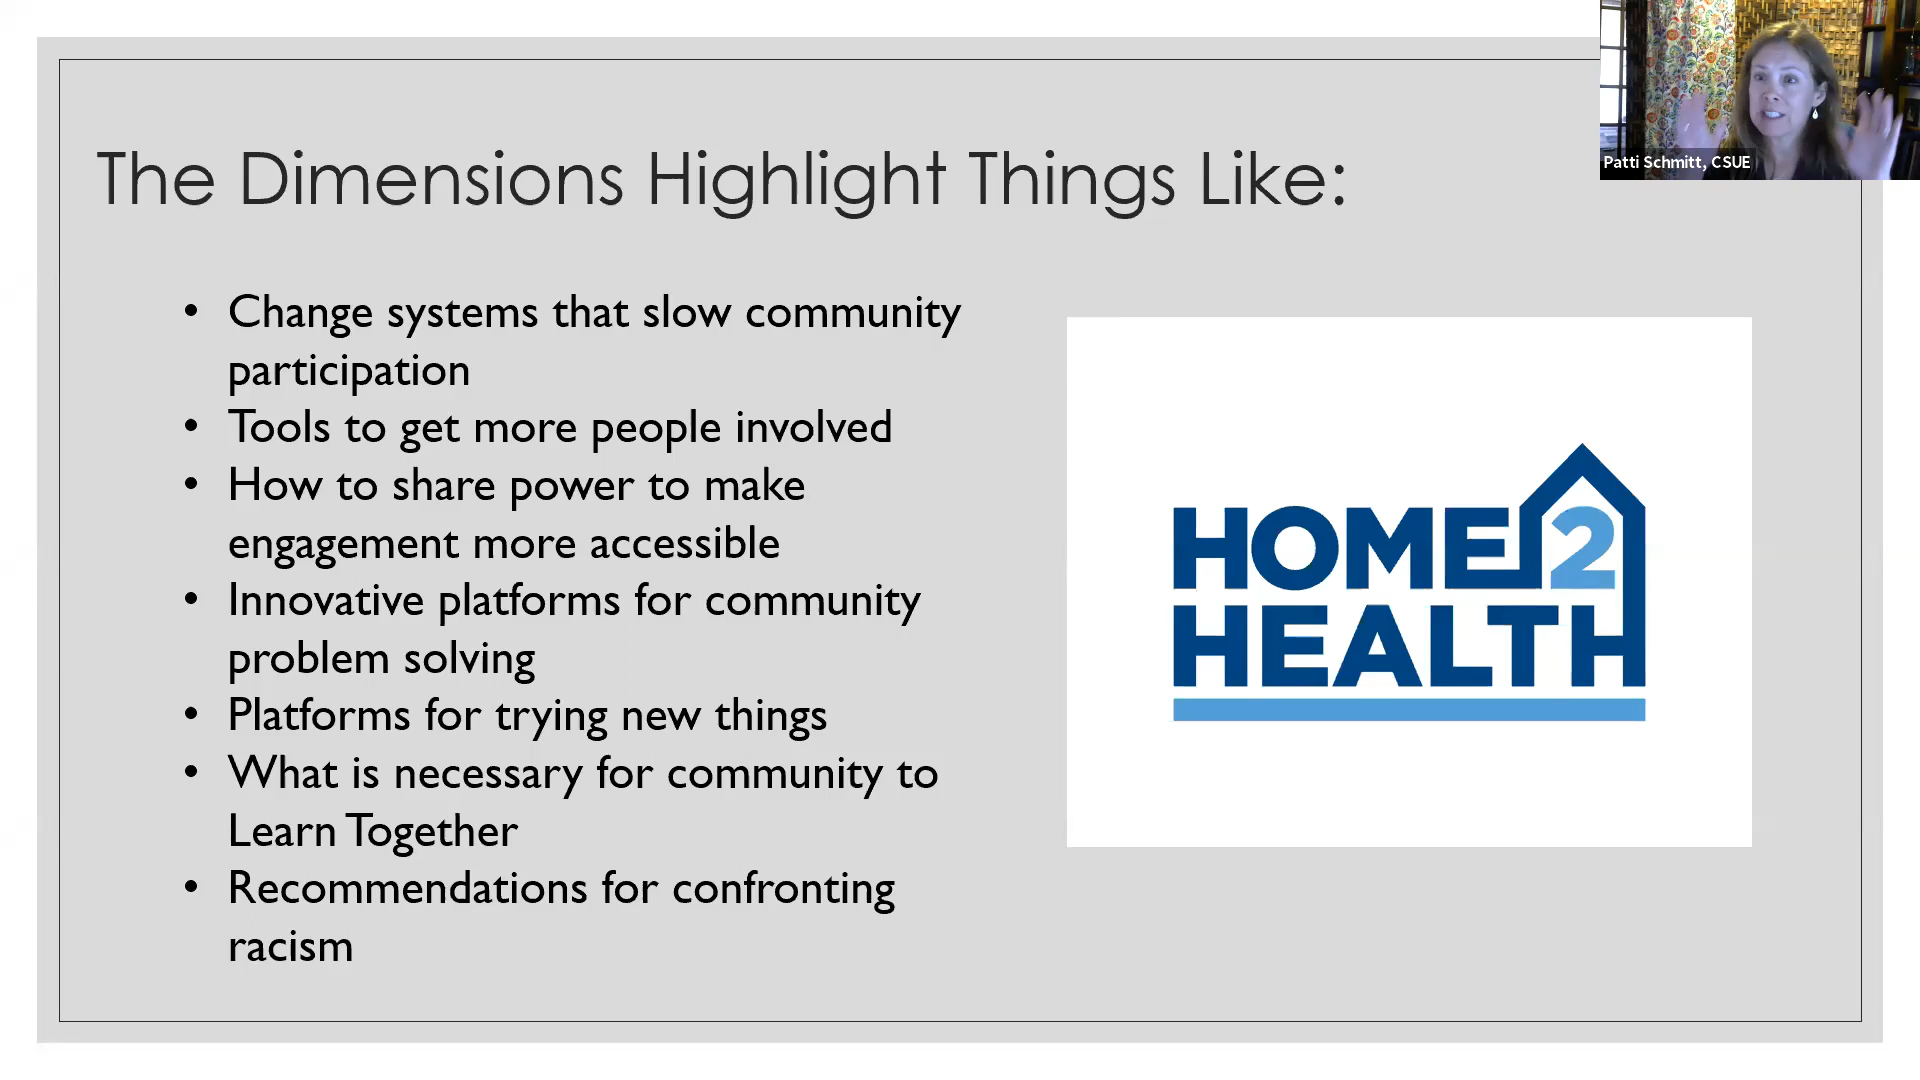 Patti Schmitt, CSUE
The Dimensions Highlight Things Like:
• Change systems that slow community
participation
• Tools to get more people involved
• How to share power to make
engagement more accessible
• Innovative platforms for community
problem solving
• Platforms for trying new things
• What is necessary for community to
Learn Together
• Recommendations for confronting
racism
HOME 2
HEALTH